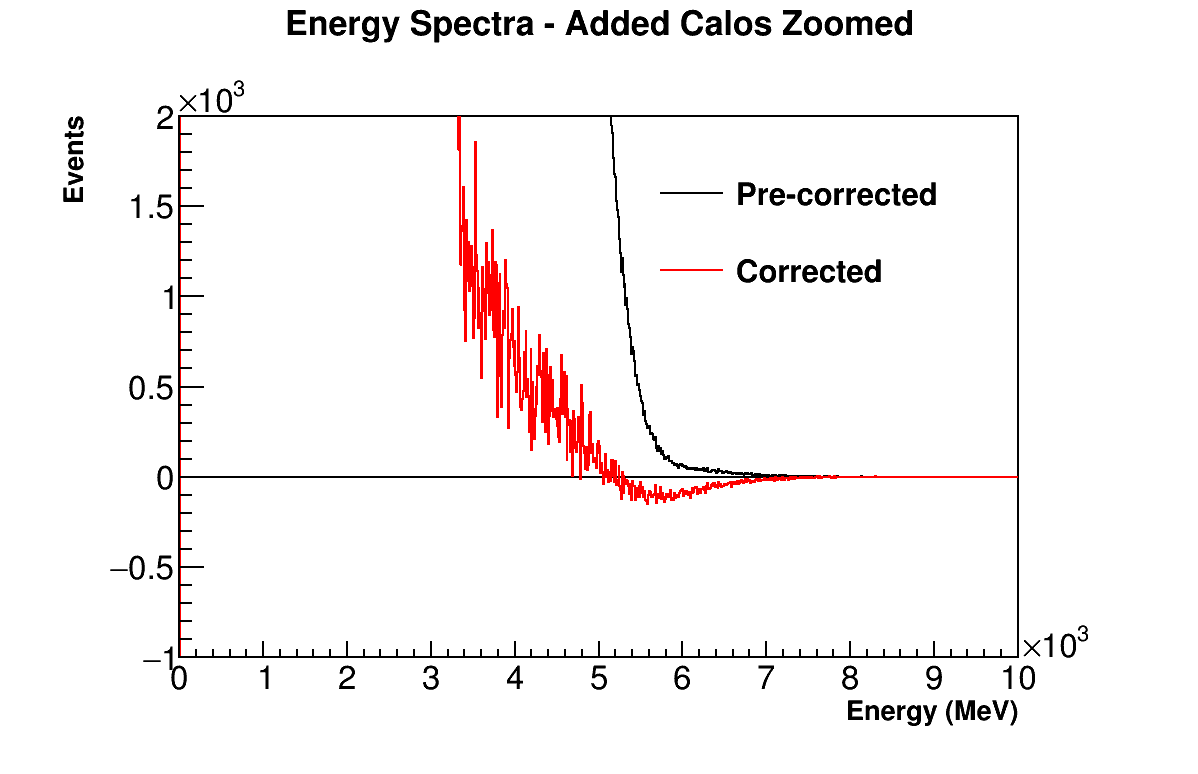 Energy Spectra - Added Calos Zoomed
×10³
Events
2
1.5
1
0.5
0
−0.5
−1
Pre-corrected
Corrected
0 1 2 3 4 5 6 7 8 9 10
×10³
Energy (MeV)